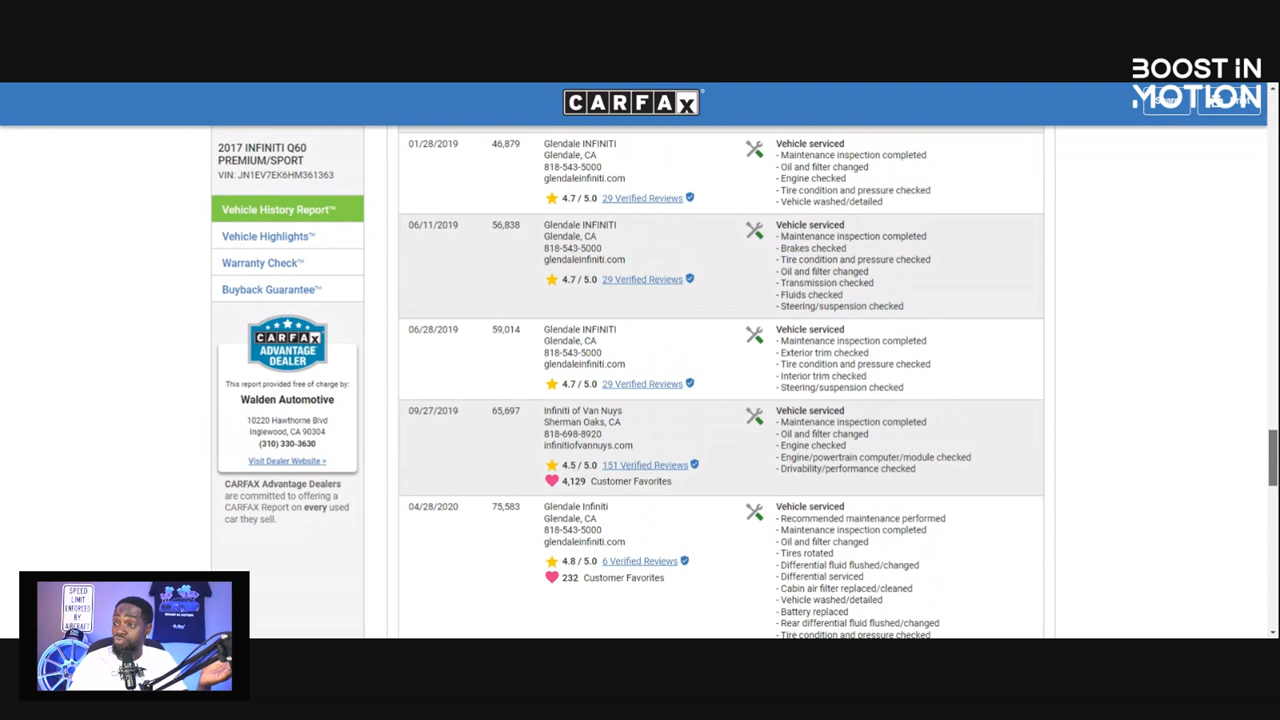 BOOST IN
MOTION
CARFAX
2017 INFINITI Q60
PREMIUM/SPORT
VIN: JN1EV7EK6HM361363
Vehicle History Report™
Vehicle Highlights™
Warranty Check™
Buyback Guarantee™
CARFAX
ADVANTAGE
DEALER
This report provided free of charge by:
Walden Automotive
10220 Hawthorne Blvd
Inglewood, CA 90304
(310) 330-3630
Visit Dealer Website >
CARFAX Advantage Dealers
are committed to offering a
CARFAX Report on every used
car they sell.
01/28/2019
46,879
Glendale INFINITI
Glendale, CA
818-543-5000
glendaleinfiniti.com
4.7 / 5.0 29 Verified Reviews
Vehicle serviced
- Maintenance inspection completed
- Oil and filter changed
- Engine checked
- Tire condition and pressure checked
- Vehicle washed/detailed
06/11/2019
56,838
Glendale INFINITI
Glendale, CA
818-543-5000
glendaleinfiniti.com
4.7 / 5.0 29 Verified Reviews
Vehicle serviced
- Maintenance inspection completed
- Brakes checked
- Tire condition and pressure checked
- Oil and filter changed
- Transmission checked
- Fluids checked
- Steering/suspension checked
06/28/2019
59,014
Glendale INFINITI
Glendale, CA
818-543-5000
glendaleinfiniti.com
4.7 / 5.0 29 Verified Reviews
Vehicle serviced
- Maintenance inspection completed
- Exterior trim checked
- Tire condition and pressure checked
- Interior trim checked
- Steering/suspension checked
09/27/2019
65,697
Infiniti of Van Nuys
Sherman Oaks, CA
818-698-8920
infinitiofvannuys.com
4.5 / 5.0 151 Verified Reviews
4,129 Customer Favorites
Vehicle serviced
- Maintenance inspection completed
- Oil and filter changed
- Engine checked
- Engine/powertrain computer/module checked
- Drivability/performance checked
04/28/2020
75,583
Glendale Infiniti
Glendale, CA
818-543-5000
glendaleinfiniti.com
4.8 / 5.0 6 Verified Reviews
232 Customer Favorites
Vehicle serviced
- Recommended maintenance performed
- Maintenance inspection completed
- Oil and filter changed
- Tires rotated
- Differential fluid flushed/changed
- Differential serviced
- Cabin air filter replaced/cleaned
- Vehicle washed/detailed
- Battery replaced
- Rear differential fluid flushed/changed
- Tire condition and pressure checked
SPEED
LIMIT
ENFORCED
BY
AIRCRAFT